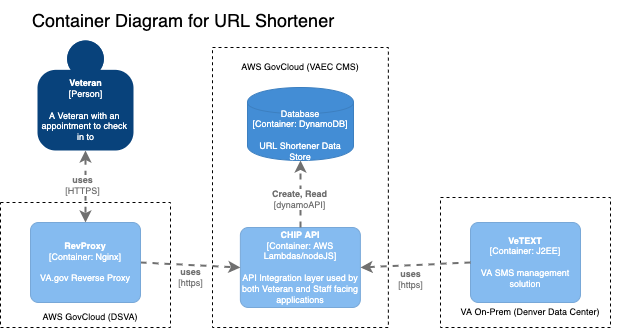 Container Diagram for URL Shortener
Veteran
[Person]
A Veteran with an
appointment to check
in to
uses
[HTTPS]
RevProxy
[Container: Nginx]
VA.gov Reverse Proxy
AWS GovCloud (DSVA)
uses
[https]
AWS GovCloud (VAEC CMS)
Database
[Container: DynamoDB]
URL Shortener Data
Store
Create, Read
[dynamoAPI]
CHIP API
[Container: AWS
Lambdas/nodeJS]
API Integration layer used by
both Veteran and Staff facing
applications
uses
[https]
VeTEXT
[Container: J2EE]
VA SMS management
solution
VA On-Prem (Denver Data Center)